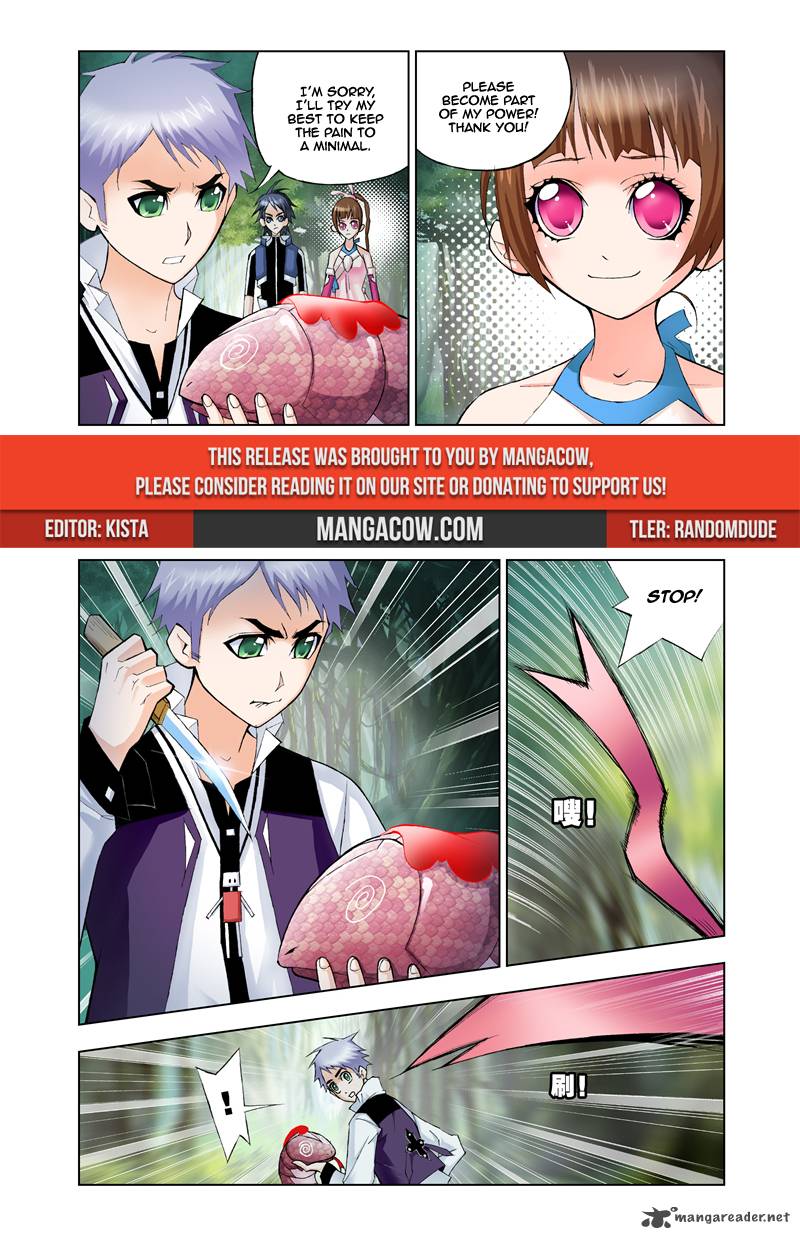 I'M SORRY,
I'LL TRY MY
BEST TO KEEP
THE PAIN TO
A MINIMAL.
PLEASE
BECOME PART
OF MY POWER!
THANK YOU!
THIS RELEASE WAS BROUGHT TO YOU BY MANGACOW,
PLEASE CONSIDER READING IT ON OUR SITE OR DONATING TO SUPPORT US!
EDITOR: KISTA
MANGACOW.COM
TLER: RANDOMDUDE
STOP!
嗖!
!
刷!
mangareader.net